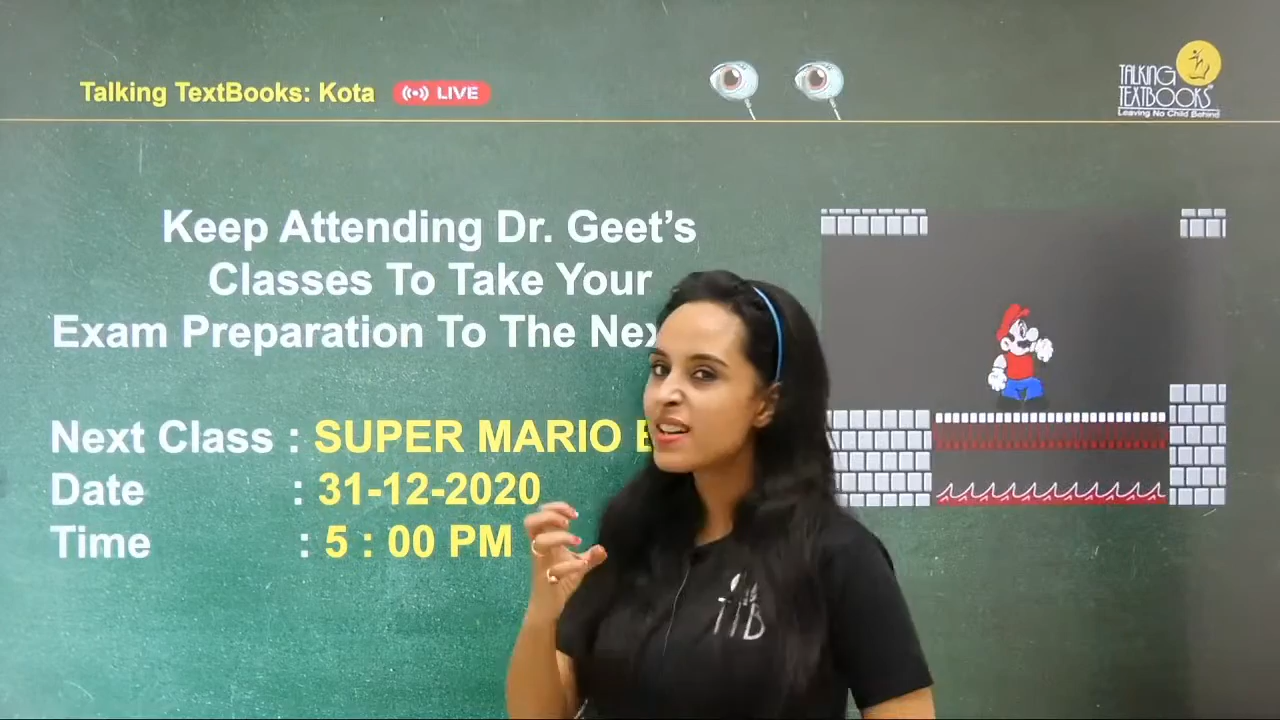 Talking TextBooks: Kota LIVE
TALKING
TEXTBOOKS
Leaving No Child Behind
Keep Attending Dr. Geet's
Classes To Take Your
Exam Preparation To The
Next Class : SUPER MARIO
Date : 31-12-2020
Time : 5 : 00 PM
TTB